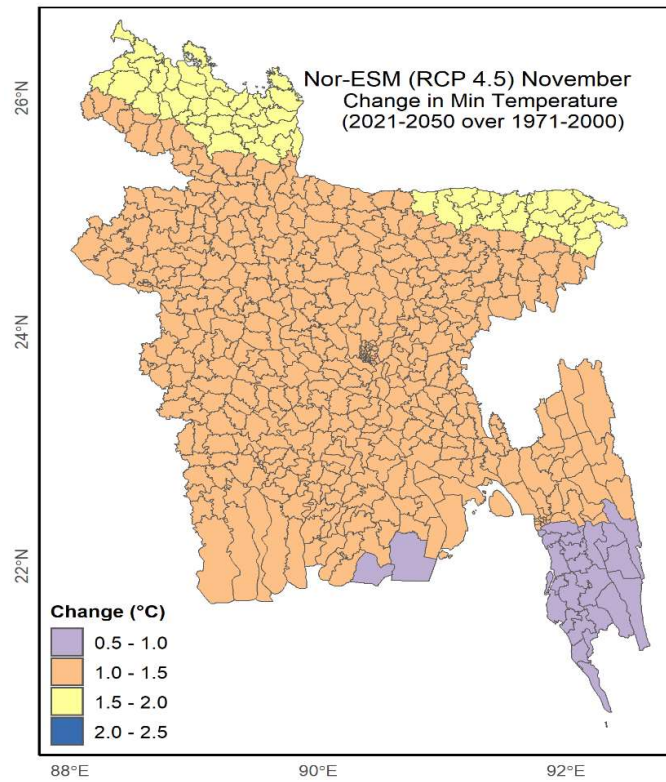 Nor-ESM (RCP 4.5) November
Change in Min Temperature
(2021-2050 over 1971-2000)
26°N
24°N
22°N
Change (°C)
0.5 - 1.0
1.0 - 1.5
1.5 - 2.0
2.0 - 2.5
88°E
90°E
92°E